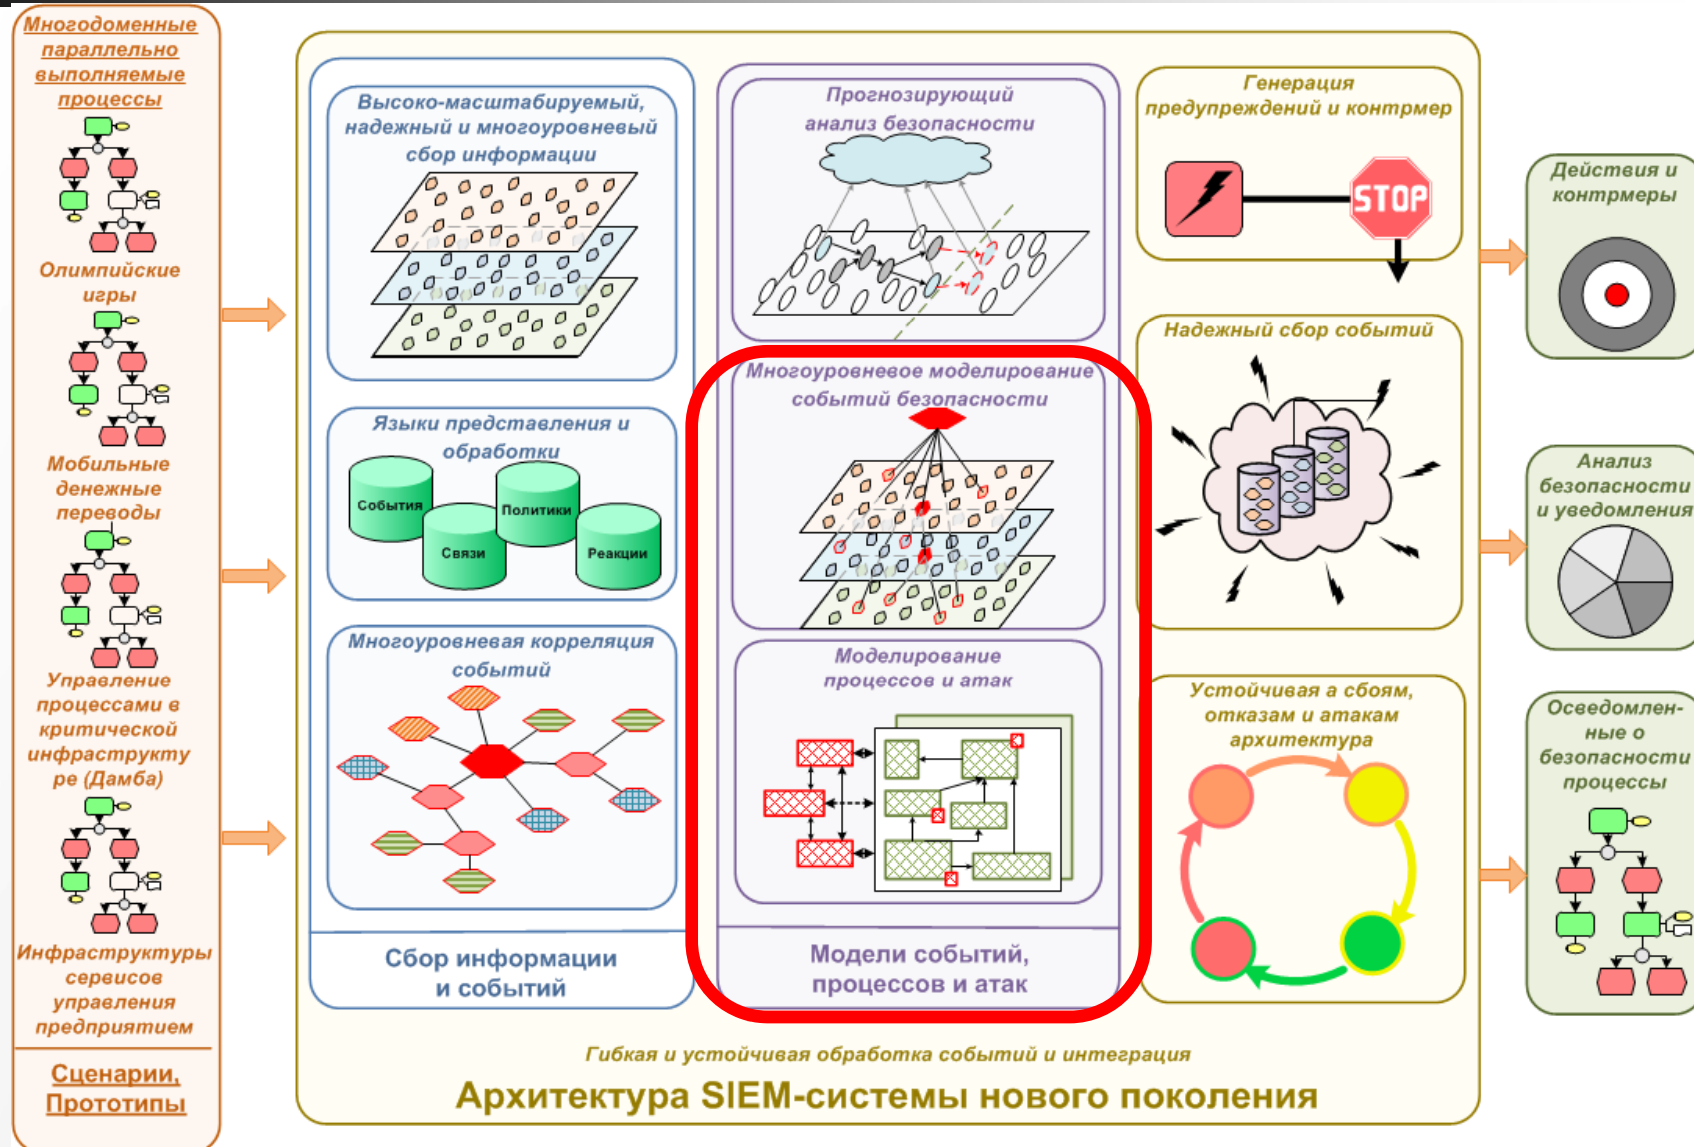 Многодоменные
параллельно
выполняемые
процессы
Олимпийские
игры
Мобильные
денежные
переводы
Управление
процессами в
критической
инфраструкту
ре (Дамба)
Инфраструктуры
сервисов
управления
предприятием
Сценарии,
Прототипы
Высоко-масштабируемый,
надежный и многоуровневый
сбор информации
Языки представления и
обработки
События
Связи
Политики
Реакции
Многоуровневая корреляция
событий
Сбор информации
и событий
Прогнозирующий
анализ безопасности
Многоуровневое моделирование
событий безопасности
Моделирование
процессов и атак
Модели событий,
процессов и атак
Генерация
предупреждений и контрмер
STOP
Надежный сбор событий
Устойчивая а сбоям,
отказам и атакам
архитектура
Гибкая и устойчивая обработка событий и интеграция
Архитектура SIEM-системы нового поколения
Действия и
контрмеры
Анализ
безопасности
и уведомления
Осведомлен-
ные о
безопасности
процессы